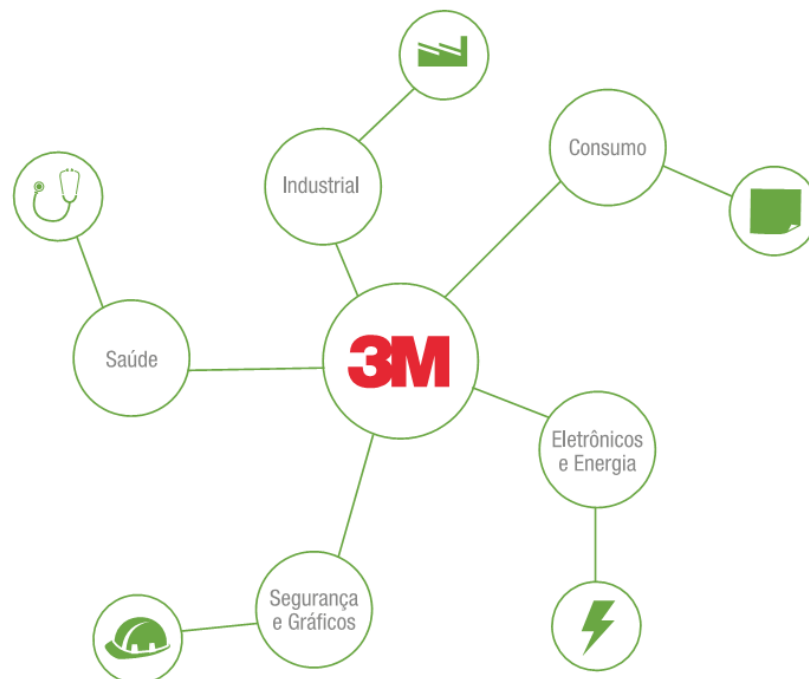 Industrial
Consumo
Saúde
3M
Eletrônicos
e Energia
Segurança
e Gráficos